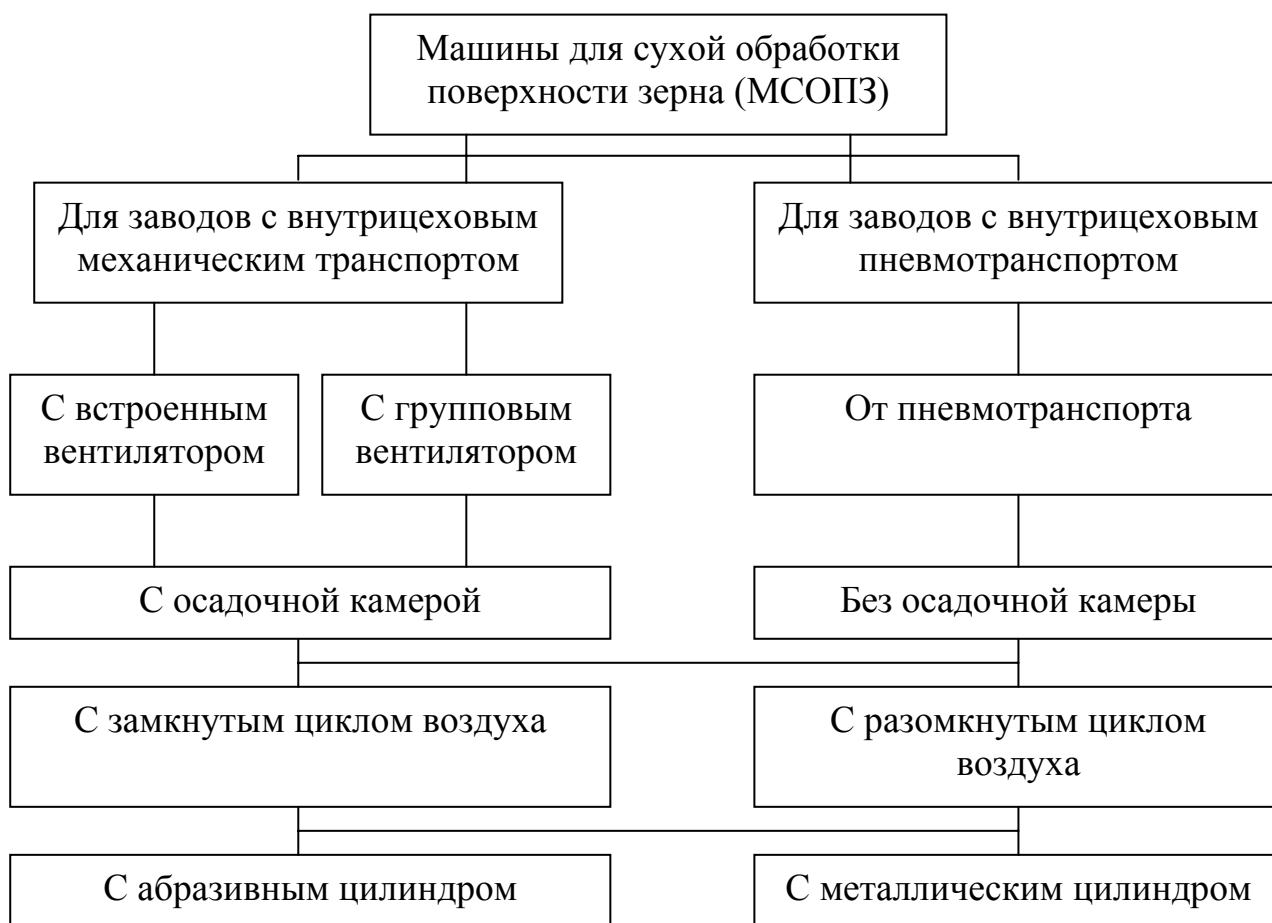 Машины для сухой обработки
поверхности зерна (МСОПЗ)
Для заводов с внутрицеховым
механическим транспортом
Для заводов с внутрицеховым
пневмотранспортом
С встроенным
вентилятором
С групповым
вентилятором
От пневмотранспорта
С осадочной камерой
Без осадочной камеры
С замкнутым циклом воздуха
С разомкнутым циклом
воздуха
С абразивным цилиндром
С металлическим цилиндром